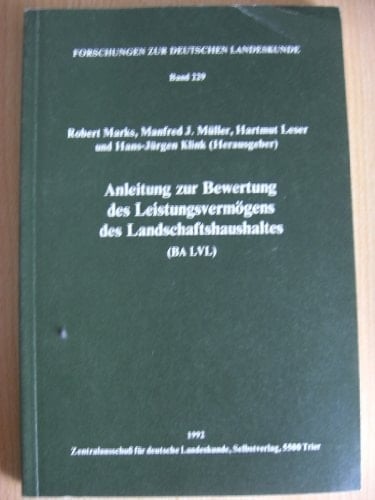 FORSCHUNGEN ZUR DEUTSCHEN LANDESKUNDE
Band 229
Robert Marks, Manfred J. Müller, Hartmut Leser
und Hans-Jürgen Klink (Herausgeber)
Anleitung zur Bewertung
des Leistungsvermögens
des Landschaftshaushaltes
(BA LVL)
1992
Zentralausschuß für deutsche Landeskunde, Selbstverlag, 5500 Trier